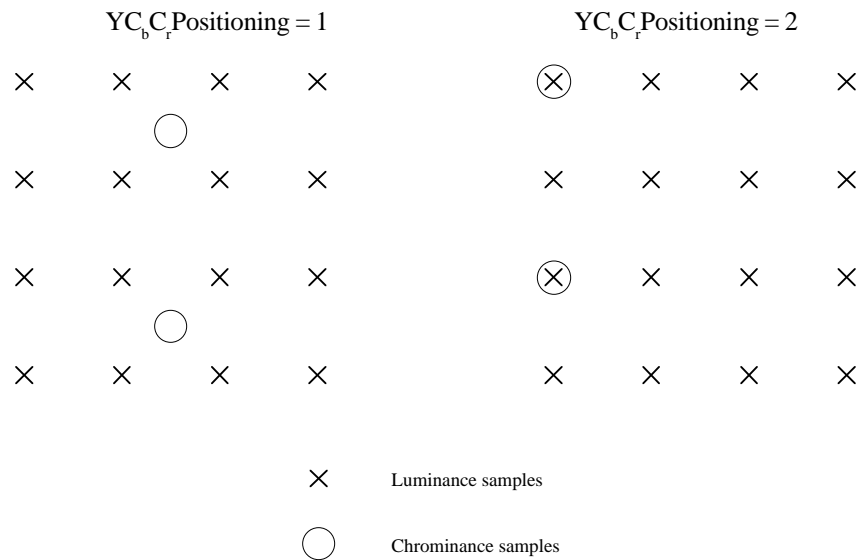 YCbCrPositioning = 1
YCbCrPositioning = 2
Luminance samples
Chrominance samples